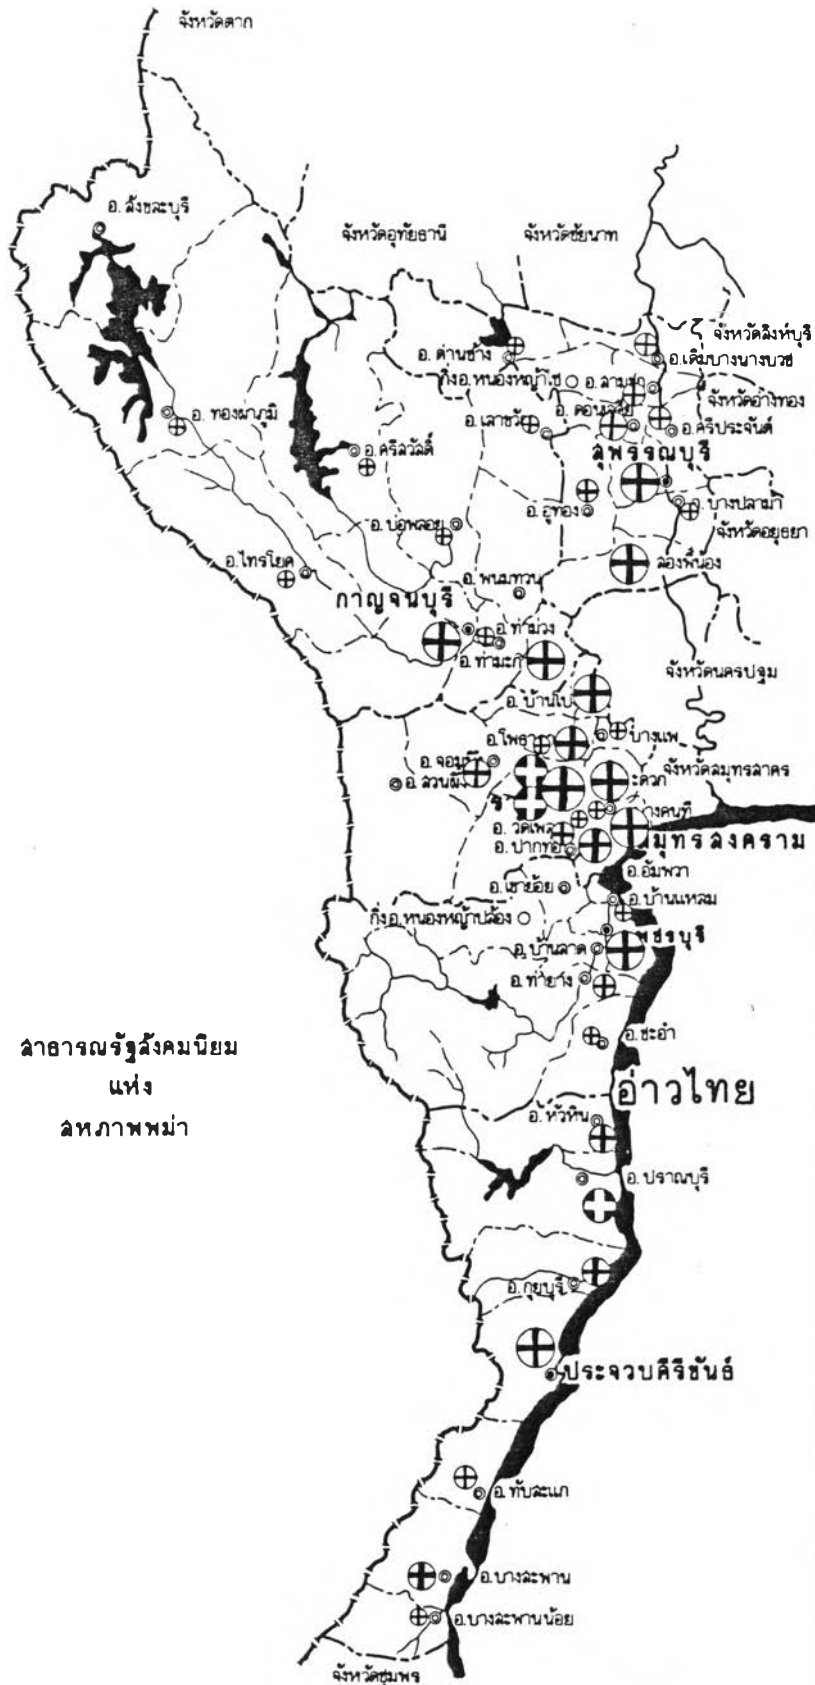 จังหวัดตาก
อ. สังขละบุรี
จังหวัดอุทัยธานี
จังหวัดชัยนาท
จังหวัดสิงห์บุรี
อ. ด่านช้าง
อ.เดิมบางนางบวช
กิ่งอ.หนองหญ้าไซ
อ. สามชุก
จังหวัดอ่างทอง
อ. ทองผาภูมิ
อ.เลาขวัญ
อ. ดอนเจดีย์
อ. ศรีประจันต์
อ. ศรีสวัสดิ์
สุพรรณบุรี
อ. อู่ทอง
อ. บางปลาม้า
อ. บ่อพลอย
จังหวัดอยุธยา
อ.ไทรโยค
สองพี่น้อง
อ. พนมทวน
กาญจนบุรี
อ. ท่าม่วง
อ. ท่ามะกา
จังหวัดนครปฐม
อ. บ้านโป่ง
บางแพ
อ.โพธาราม
อ. จอมบึง
จังหวัดสมุทรสาคร
อ. สวนผึ้ง
ะดวก
ร
างคนที
อ. วัดเพลง
อ. ปากท่อ
มุทรสงคราม
อ.อัมพวา
อ.เขาย้อย
อ.บ้านแหลม
กิ่งอ.หนองหญ้าปล้อง
พชรบุรี
อ. บ้านลาด
อ. ท่ายาง
อ.ชะอำ
สาธารณรัฐสังคมนิยม
แห่ง
สหภาพพม่า
อ่าวไทย
อ. หัวหิน
อ. ปราณบุรี
อ. กุยบุรี
ประจวบคีรีขันธ์
อ. ทับสะแก
อ.บางสะพาน
อ.บางสะพานน้อย
จังหวัดชุมพร